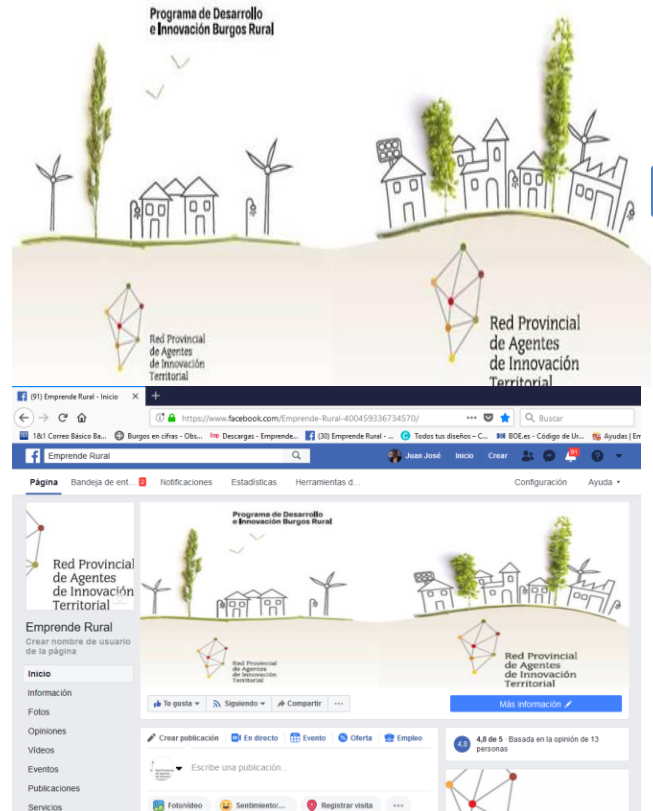 Programa de Desarrollo
e Innovación Burgos Rural
Red Provincial
de Agentes
de Innovación
Territorial
Red Provincial
de Agentes
de Innovación
Territorial
(91) Emprende Rural - Inicio
https://www.facebook.com/Emprende-Rural-400459336734570/
Buscar
1&1 Correo Básico Ba... Burgos en cifras - Obs... Descargas - Emprende... (30) Emprende Rural - ... Todos tus diseños – C... BOE.es - Código de Ur... Ayudas | Em
Emprende Rural
Juan José Inicio Crear 91
Página Bandeja de ent... Notificaciones Estadísticas Herramientas d... Configuración Ayuda
Programa de Desarrollo
e Innovación Burgos Rural
Red Provincial
de Agentes
de Innovación
Territorial
Red Provincial
de Agentes
de Innovación
Territorial
Red Provincial
de Agentes
de Innovación
Territorial
Emprende Rural
Crear nombre de usuario
de la página
Inicio
Información
Fotos
Opiniones
Vídeos
Eventos
Publicaciones
Servicios
Te gusta Siguiendo Compartir ...
Más información
Crear publicación En directo Evento Oferta Empleo
Escribe una publicación...
Foto/vídeo Sentimiento/... Registrar visita ...
4,8
4,8 de 5 · Basada en la opinión de 13
personas